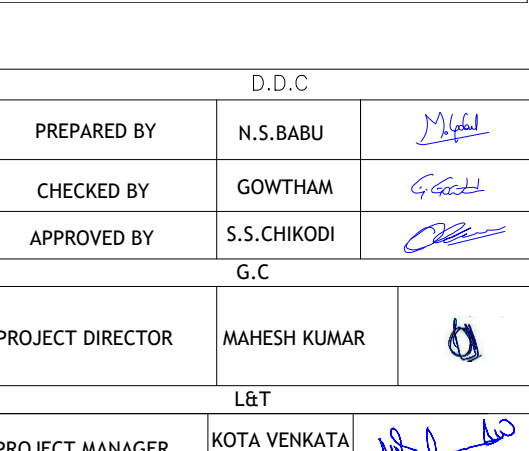 D.D.C
PREPARED BY N.S.BABU
CHECKED BY GOWTHAM
APPROVED BY S.S.CHIKODI
G.C
PROJECT DIRECTOR MAHESH KUMAR
L&T
PROJECT MANAGER KOTA VENKATA